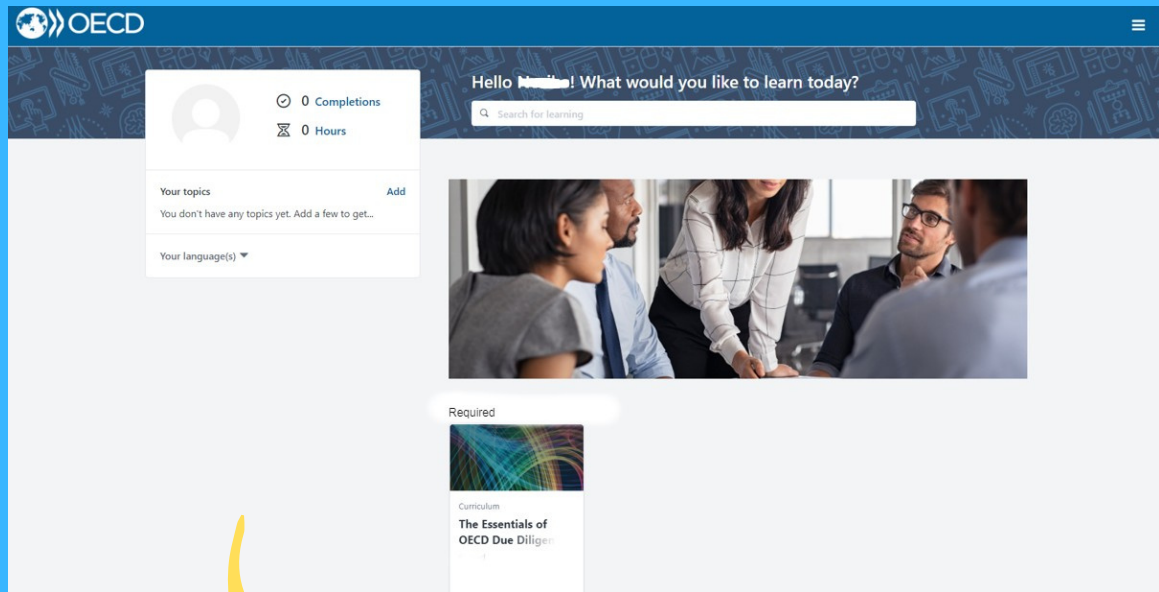 OECD
Hello ! What would you like to learn today?
Search for learning
0 Completions
0 Hours
Your topics Add
You don't have any topics yet. Add a few to get...
Your language(s)
Required
Curriculum
The Essentials of
OECD Due Diligen